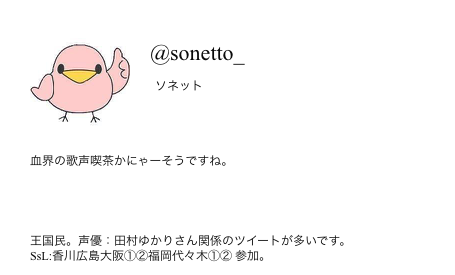 @sonetto_
ソネット
血界の歌声喫茶かにゃーそうですね。
王国民。声優：田村ゆかりさん関係のツイートが多いです。
SsL:香川広島大阪①②福岡代々木①② 参加。